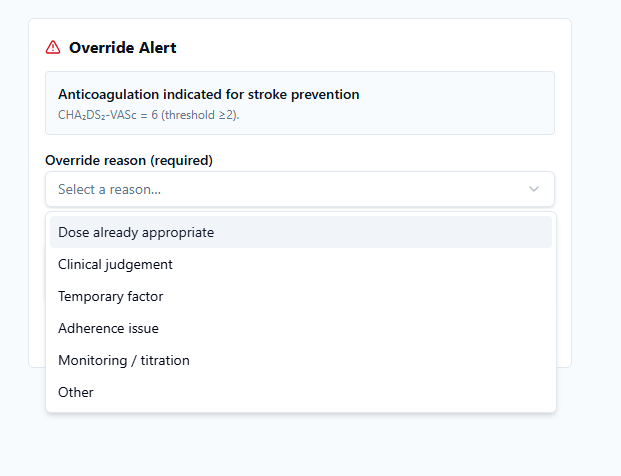 Override Alert
Anticoagulation indicated for stroke prevention
CHA₂DS₂-VASc = 6 (threshold ≥2).
Override reason (required)
Select a reason...
Dose already appropriate
Clinical judgement
Temporary factor
Adherence issue
Monitoring / titration
Other